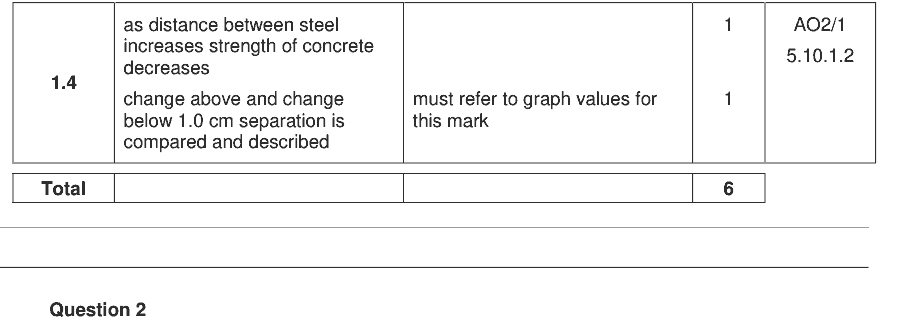 as distance between steel 1 AO2/1
increases strength of concrete 5.10.1.2
decreases
1.4
change above and change must refer to graph values for 1
below 1.0 cm separation is this mark
compared and described
Total 6
Question 2